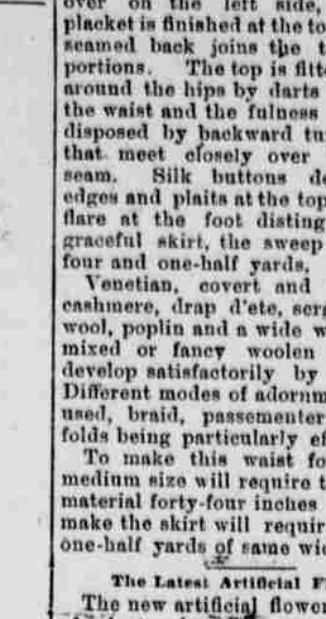 over on the left side,
placket is finished at the to
seamed back joins the t
portions. The top is fitt
around the hips by darts
the waist and the fulness
disposed by backward tu
that meet closely over
seam. Silk buttons de
edges and plaits at the top
flare at the foot disting
graceful skirt, the sweep
four and one-half yards.
Venetian, covert and
cashmere, drap d'ete, serg
wool, poplin and a wide w
mixed or fancy woolen
develop satisfactorily by
Different modes of adornm
used, braid, passementer
folds being particularly ef
To make this waist fo
medium size will require t
material forty-four inches
make the skirt will requir
one-half yards of same wid
The Latest Artificial F
The new artificial flower